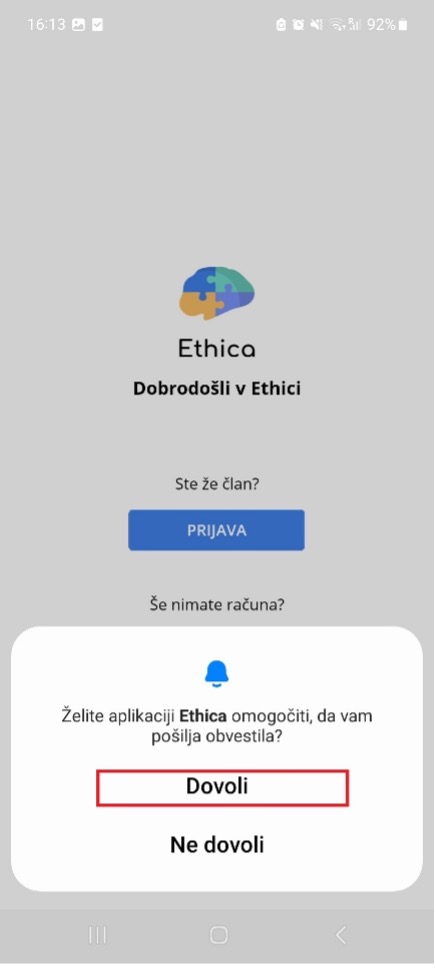 16:13 92%
Ethica
Dobrodošli v Ethici
Ste že član?
PRIJAVA
Še nimate računa?
Želite aplikaciji Ethica omogočiti, da vam
pošilja obvestila?
Dovoli
Ne dovoli